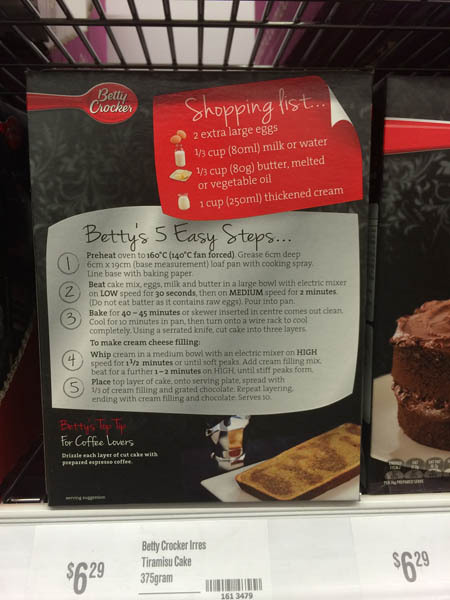 Betty
Crocker
Shopping list...
2 extra large eggs
1/3 cup (80ml) milk or water
1/3 cup (80g) butter, melted
or vegetable oil
1 cup (250ml) thickened cream
Betty's 5 Easy Steps...
1 Preheat oven to 160°C (140°C fan forced). Grease 6cm deep
6cm x 19cm (base measurement) loaf pan with cooking spray.
Line base with baking paper.
2 Beat cake mix, eggs, milk and butter in a large bowl with electric mixer
on LOW speed for 30 seconds, then on MEDIUM speed for 2 minutes.
(Do not eat batter as it contains raw eggs). Pour into pan.
3 Bake for 40 – 45 minutes or skewer inserted in centre comes out clean.
Cool for 10 minutes in pan, then turn onto a wire rack to cool
completely. Using a serrated knife, cut cake into three layers.
To make cream cheese filling:
4 Whip cream in a medium bowl with an electric mixer on HIGH
speed for 1½ minutes or until soft peaks. Add cream filling mix,
beat for a further 1 – 2 minutes on HIGH, until stiff peaks form.
5 Place top layer of cake, onto serving plate, spread with
1/3 of cream filling and grated chocolate. Repeat layering,
ending with cream filling and chocolate. Serves 10.
Betty's Top Tip
For Coffee Lovers
Drizzle each layer of cut cake with
prepared espresso coffee.
serving suggestion
$6.29
Betty Crocker Irres
Tiramisu Cake
375gram
161 3479
$6.29